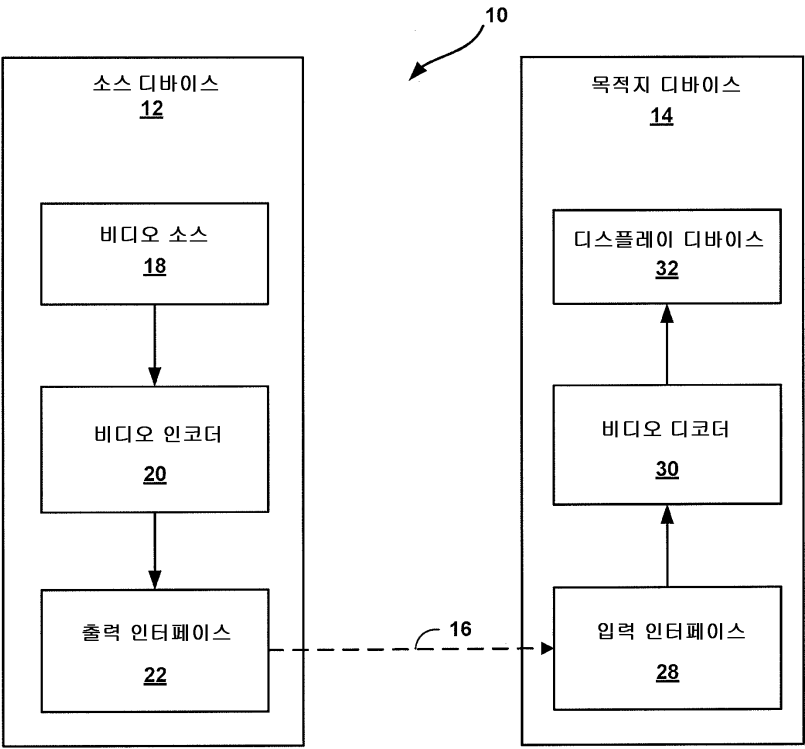 10
소스 디바이스
12
비디오 소스
18
비디오 인코더
20
출력 인터페이스
22
16
목적지 디바이스
14
디스플레이 디바이스
32
비디오 디코더
30
입력 인터페이스
28